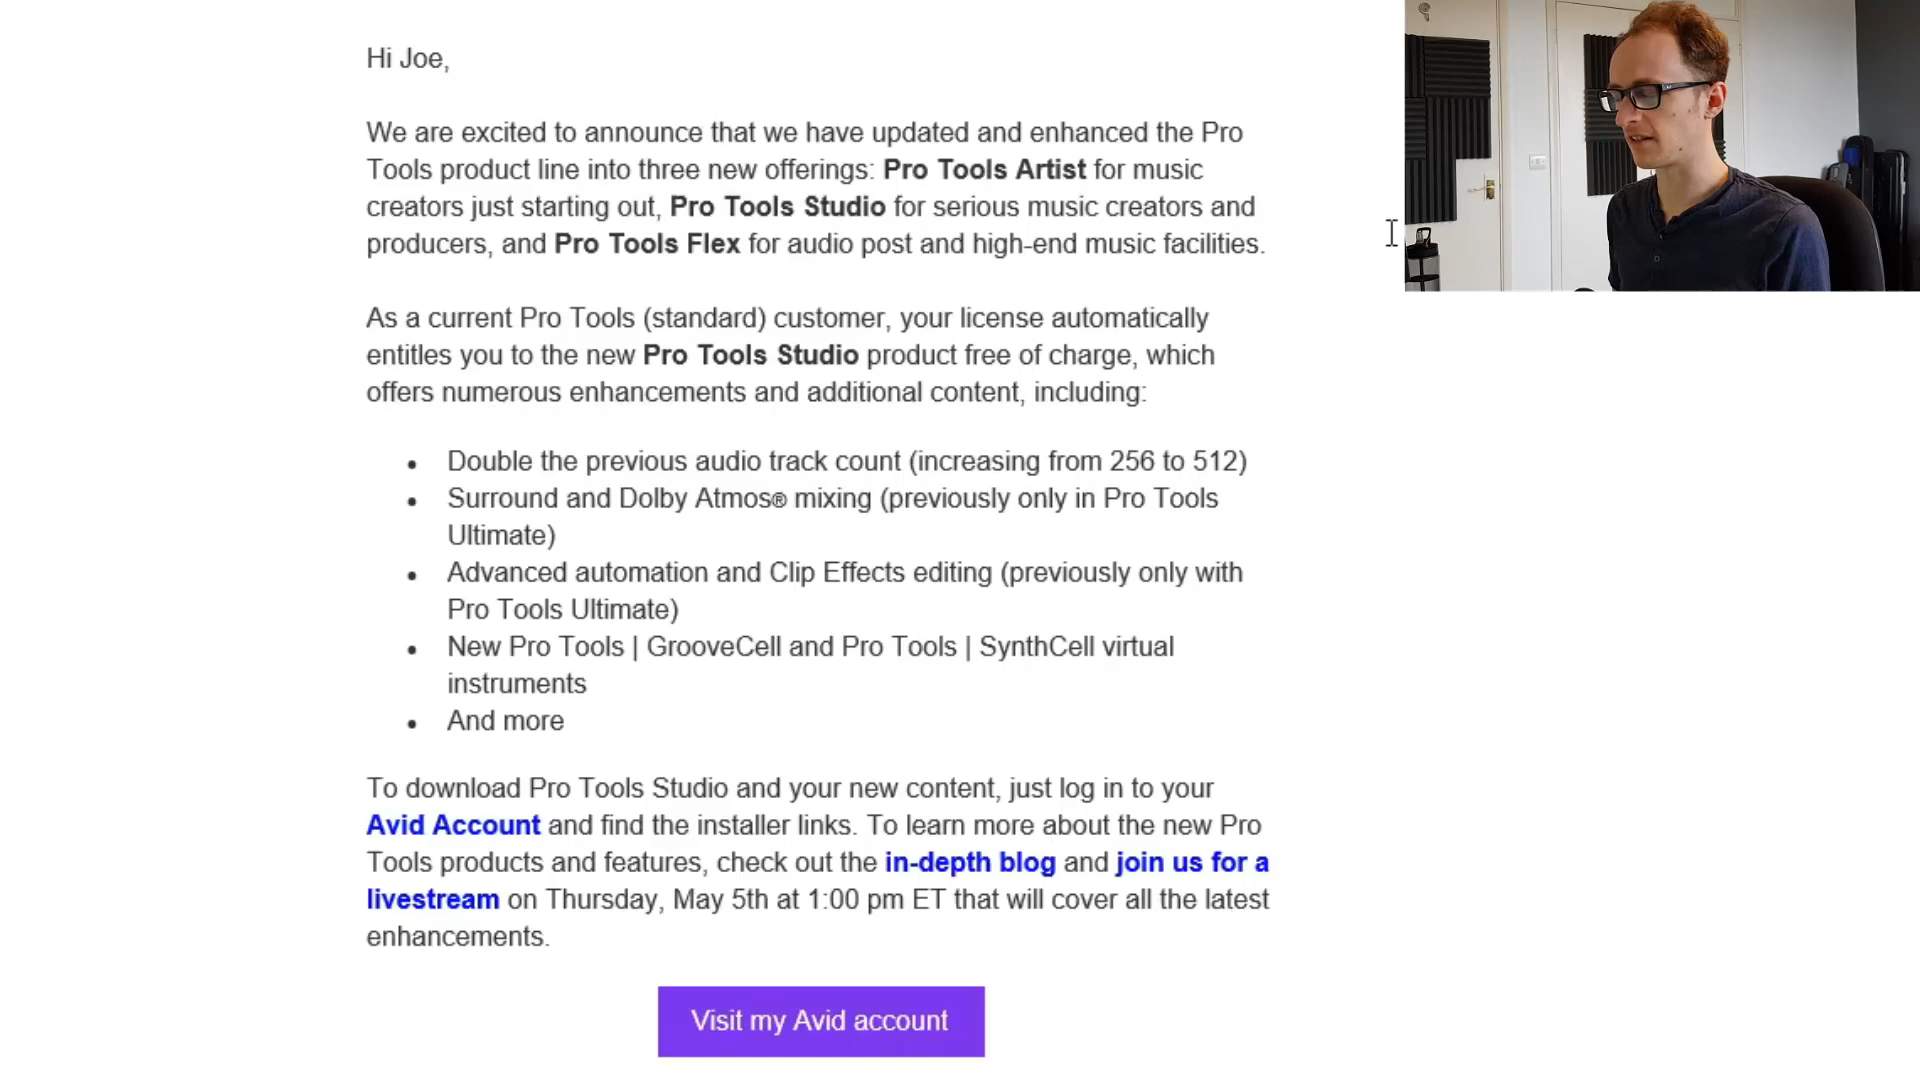 Hi Joe,
We are excited to announce that we have updated and enhanced the Pro
Tools product line into three new offerings: Pro Tools Artist for music
creators just starting out, Pro Tools Studio for serious music creators and
producers, and Pro Tools Flex for audio post and high-end music facilities.
As a current Pro Tools (standard) customer, your license automatically
entitles you to the new Pro Tools Studio product free of charge, which
offers numerous enhancements and additional content, including:
• Double the previous audio track count (increasing from 256 to 512)
• Surround and Dolby Atmos® mixing (previously only in Pro Tools
Ultimate)
• Advanced automation and Clip Effects editing (previously only with
Pro Tools Ultimate)
• New Pro Tools | GrooveCell and Pro Tools | SynthCell virtual
instruments
• And more
To download Pro Tools Studio and your new content, just log in to your
Avid Account and find the installer links. To learn more about the new Pro
Tools products and features, check out the in-depth blog and join us for a
livestream on Thursday, May 5th at 1:00 pm ET that will cover all the latest
enhancements.
Visit my Avid account